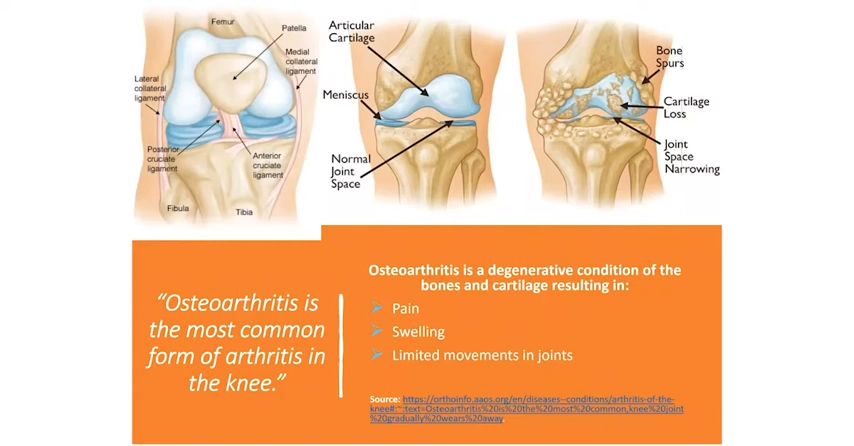 Femur
Patella
Medial
collateral
ligament
Lateral
collateral
ligament
Posterior
cruciate
ligament
Anterior
cruciate
ligament
Fibula
Tibia
Articular
Cartilage
Meniscus
Normal
Joint
Space
Bone
Spurs
Cartilage
Loss
Joint
Space
Narrowing
“Osteoarthritis is
the most common
form of arthritis in
the knee.”
Osteoarthritis is a degenerative condition of the
bones and cartilage resulting in:
Pain
Swelling
Limited movements in joints
Source: https://orthoinfo.aaos.org/en/diseases--conditions/arthritis-of-the-
knee#:~:text=Osteoarthritis%20is%20the%20most%20common,knee%20joint
%20gradually%20wears%20away.